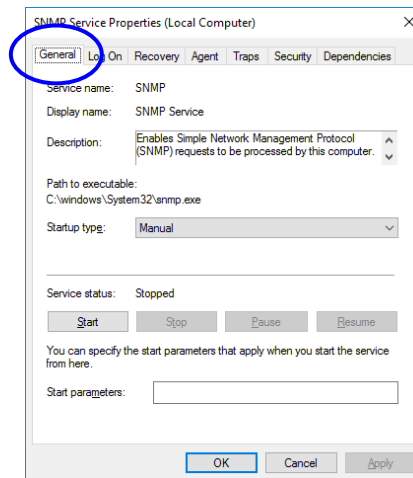 SNMP Service Properties (Local Computer)
General Log On Recovery Agent Traps Security Dependencies
Service name: SNMP
Display name: SNMP Service
Description: Enables Simple Network Management Protocol
(SNMP) requests to be processed by this computer.
Path to executable:
C:\windows\System32\snmp.exe
Startup type: Manual
Service status: Stopped
Start Stop Pause Resume
You can specify the start parameters that apply when you start the service
from here.
Start parameters:
OK Cancel Apply